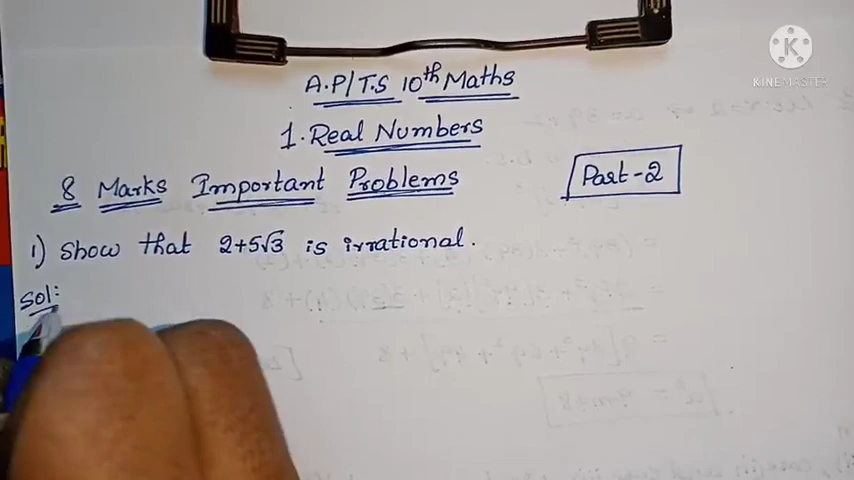 KINEMASTER
A.P/T.S 10th Maths
1. Real Numbers
8 Marks Important Problems
Part-2
1) Show that 2+5√3 is irrational.
Sol: